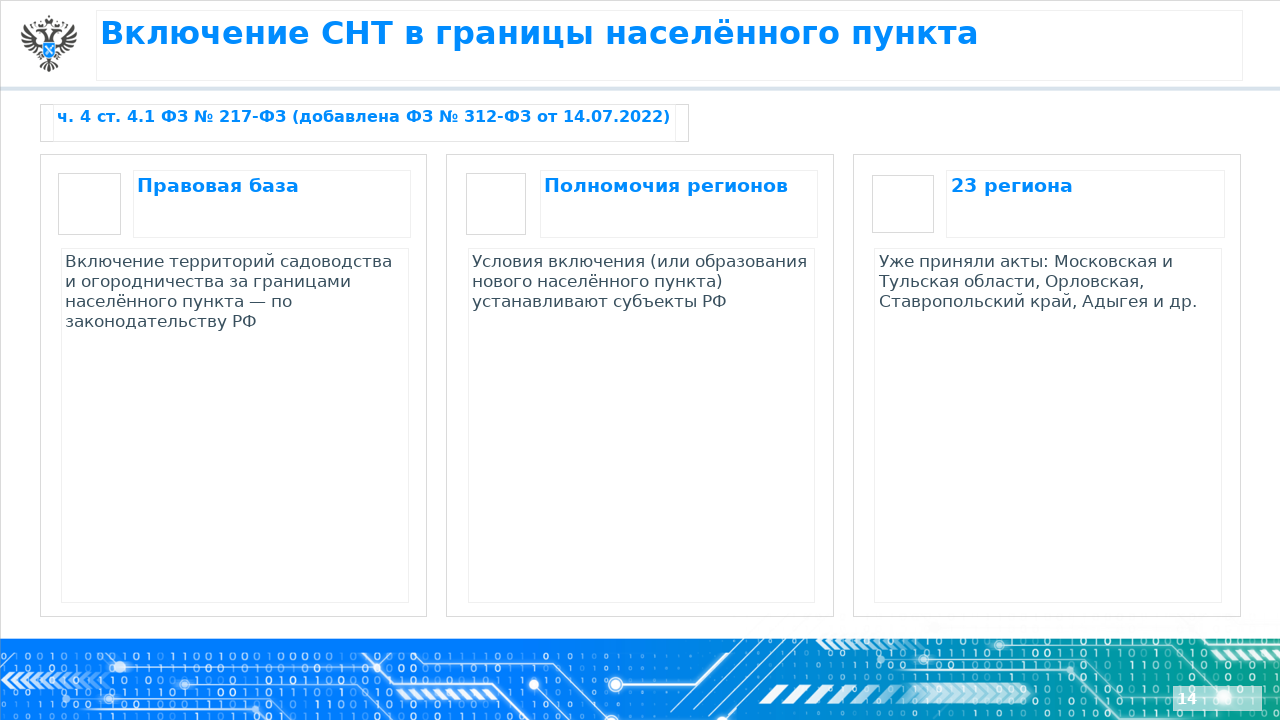 Включение СНТ в границы населённого пункта
ч. 4 ст. 4.1 ФЗ № 217-ФЗ (добавлена ФЗ № 312-ФЗ от 14.07.2022)
Правовая база
Включение территорий садоводства
и огородничества за границами
населённого пункта — по
законодательству РФ
Полномочия регионов
Условия включения (или образования
нового населённого пункта)
устанавливают субъекты РФ
23 региона
Уже приняли акты: Московская и
Тульская области, Орловская,
Ставропольский край, Адыгея и др.
14